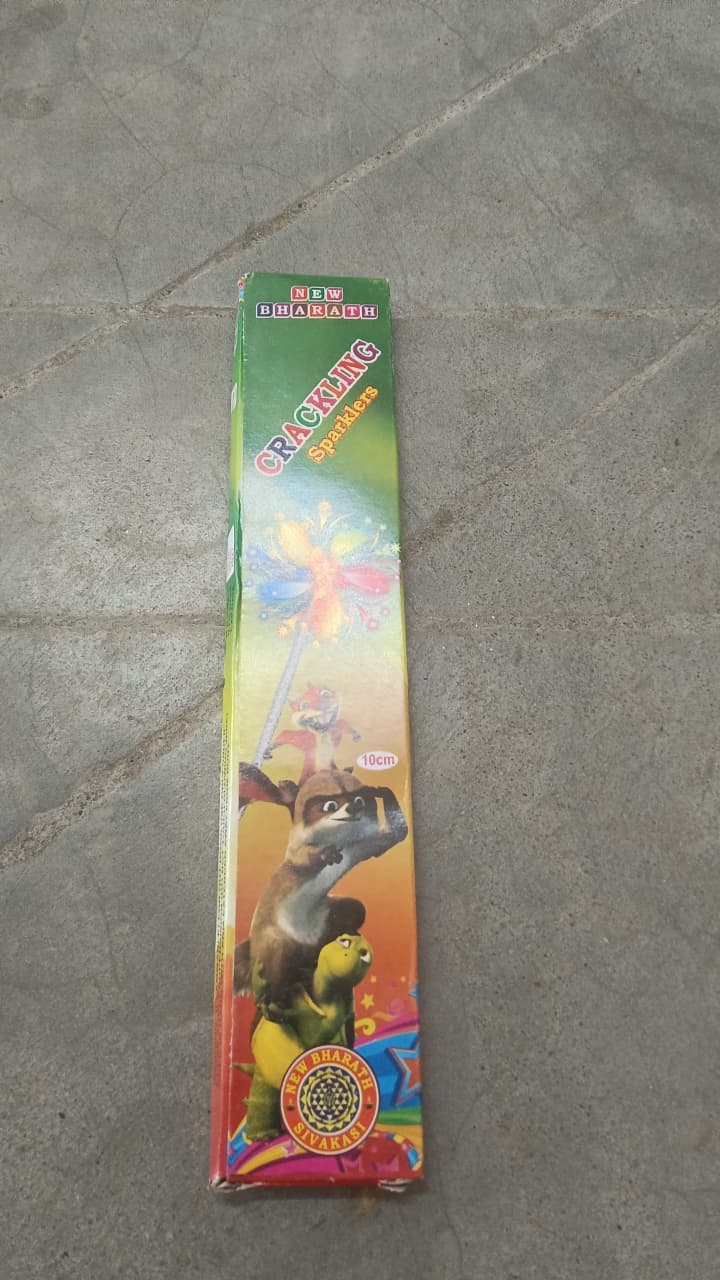 NEW
BHARATH
CRACKLING
Sparklers
10cm
NEW BHARATH
SIVAKASI